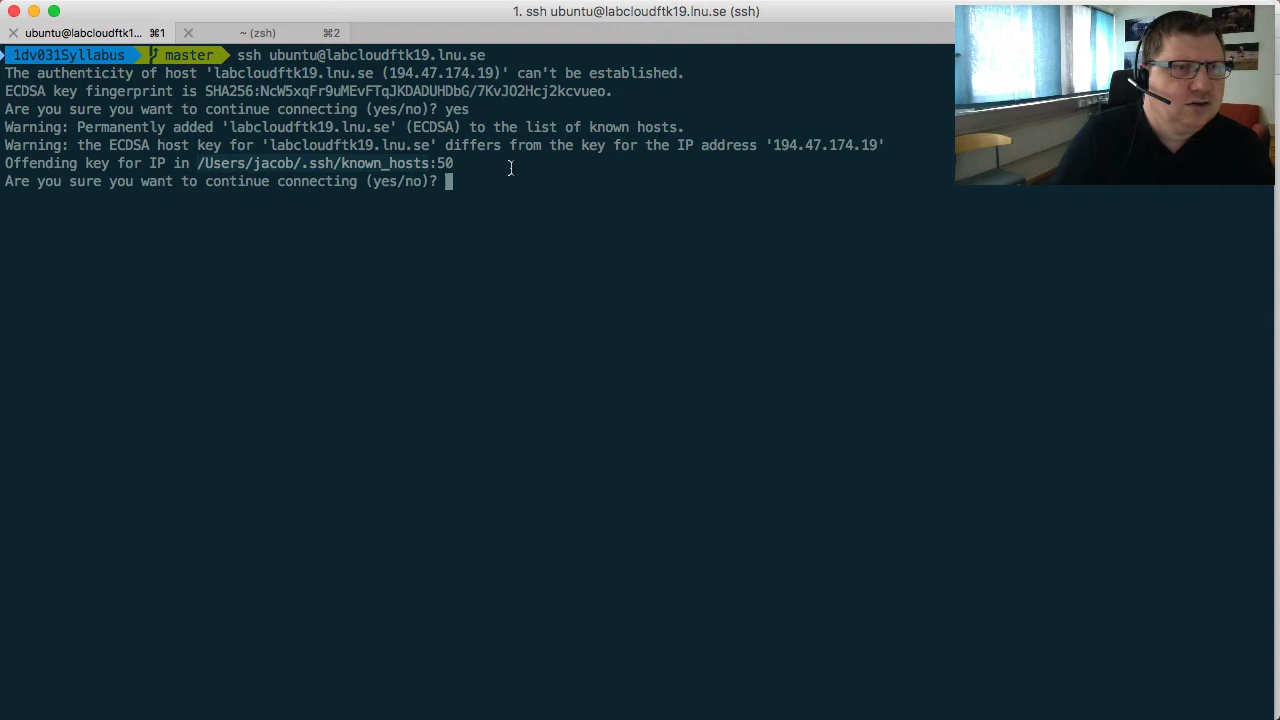 1. ssh ubuntu@labcloudftk19.lnu.se (ssh)
ubuntu@labcloudftk1... ⌘1
~ (zsh) ⌘2
1dv031Syllabus master ssh ubuntu@labcloudftk19.lnu.se
The authenticity of host 'labcloudftk19.lnu.se (194.47.174.19)' can't be established.
ECDSA key fingerprint is SHA256:NcW5xqFr9uMEvFTqJKDADUHDbG/7KvJO2Hcj2kcvueo.
Are you sure you want to continue connecting (yes/no)? yes
Warning: Permanently added 'labcloudftk19.lnu.se' (ECDSA) to the list of known hosts.
Warning: the ECDSA host key for 'labcloudftk19.lnu.se' differs from the key for the IP address '194.47.174.19'
Offending key for IP in /Users/jacob/.ssh/known_hosts:50
Are you sure you want to continue connecting (yes/no)?